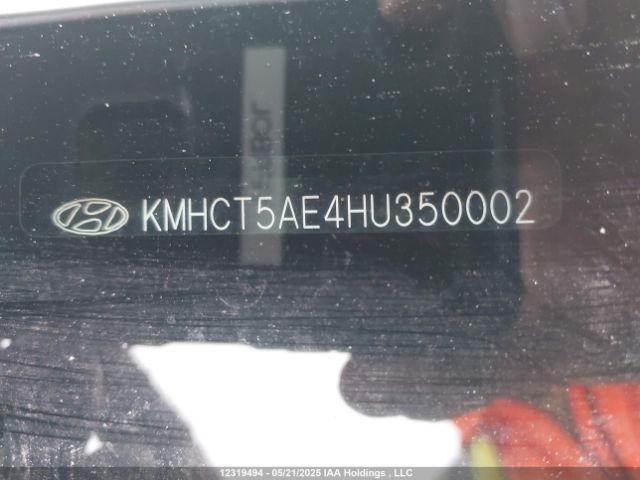 KMHCT5AE4HU350002
12319494 - 05/21/2025 IAA Holdings , LLC